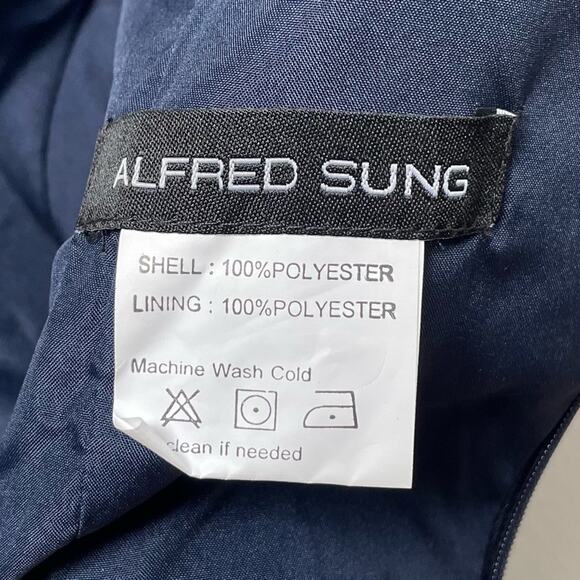 ALFRED SUNG
SHELL : 100%POLYESTER
LINING : 100%POLYESTER
Machine Wash Cold
clean if needed